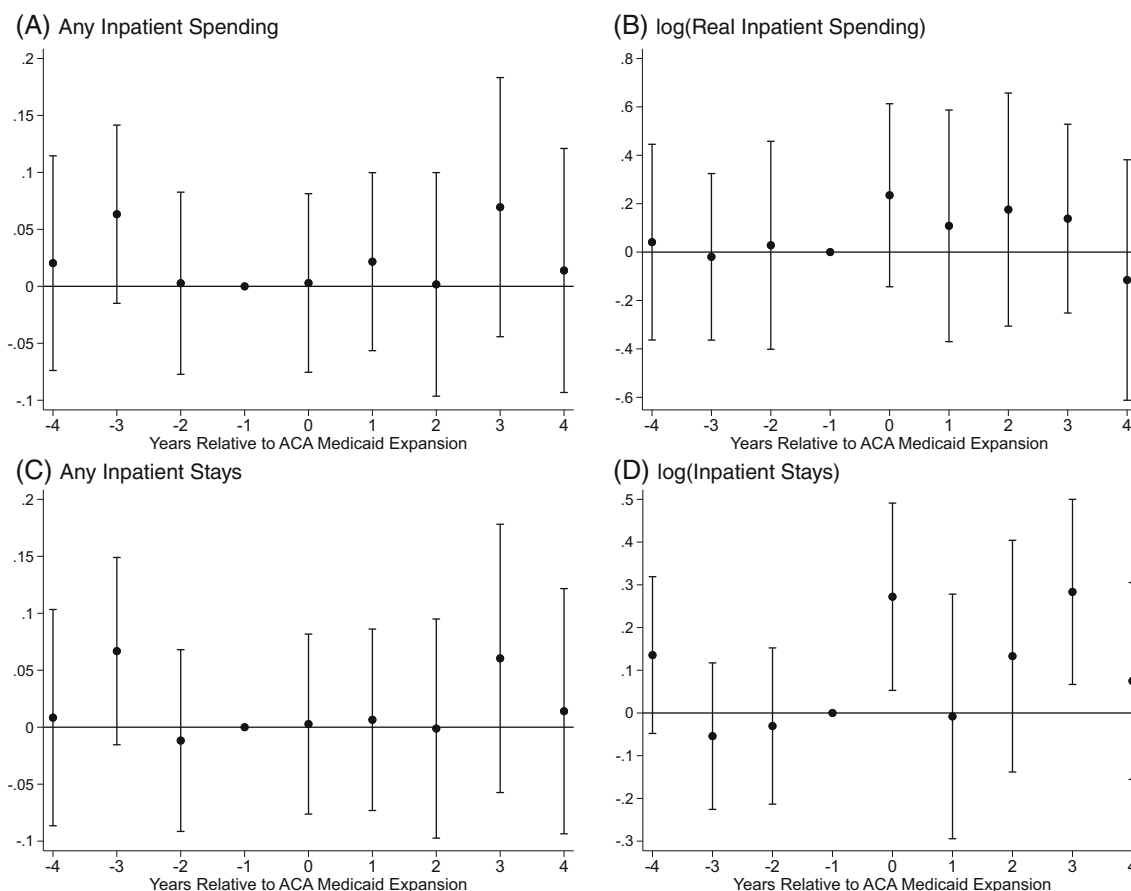 (A) Any Inpatient Spending
.2
.15
.1
.05
0
-.05
-.1
-4 -3 -2 -1 0 1 2 3 4
Years Relative to ACA Medicaid Expansion
(B) log(Real Inpatient Spending)
.8
.6
.4
.2
0
-.2
-.4
-.6
-4 -3 -2 -1 0 1 2 3 4
Years Relative to ACA Medicaid Expansion
(C) Any Inpatient Stays
.2
.15
.1
.05
0
-.05
-.1
-4 -3 -2 -1 0 1 2 3 4
Years Relative to ACA Medicaid Expansion
(D) log(Inpatient Stays)
.5
.4
.3
.2
.1
0
-.1
-.2
-.3
-4 -3 -2 -1 0 1 2 3 4
Years Relative to ACA Medicaid Expansion